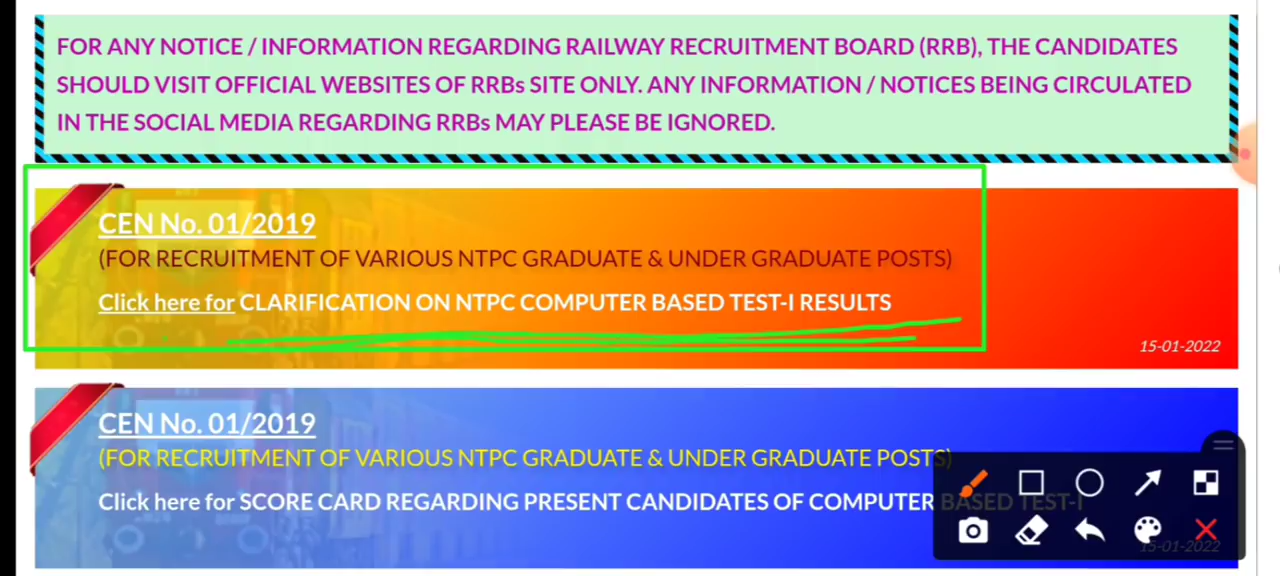 FOR ANY NOTICE / INFORMATION REGARDING RAILWAY RECRUITMENT BOARD (RRB), THE CANDIDATES
SHOULD VISIT OFFICIAL WEBSITES OF RRBs SITE ONLY. ANY INFORMATION / NOTICES BEING CIRCULATED
IN THE SOCIAL MEDIA REGARDING RRBs MAY PLEASE BE IGNORED.
CEN No. 01/2019
(FOR RECRUITMENT OF VARIOUS NTPC GRADUATE & UNDER GRADUATE POSTS)
Click here for CLARIFICATION ON NTPC COMPUTER BASED TEST-I RESULTS
15-01-2022
CEN No. 01/2019
(FOR RECRUITMENT OF VARIOUS NTPC GRADUATE & UNDER GRADUATE POSTS)
Click here for SCORE CARD REGARDING PRESENT CANDIDATES OF COMPUTER BASED TEST-I
15-01-2022